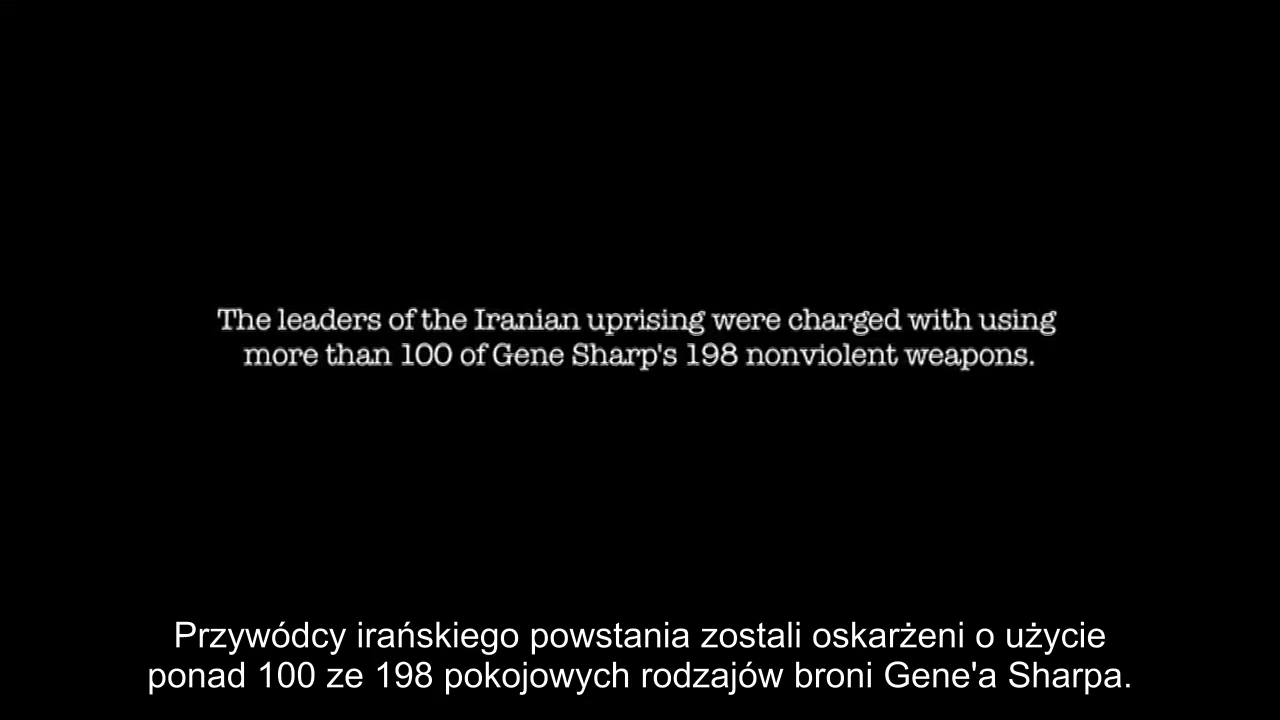 The leaders of the Iranian uprising were charged with using
more than 100 of Gene Sharp's 198 nonviolent weapons.
Przywódcy irańskiego powstania zostali oskarżeni o użycie
ponad 100 ze 198 pokojowych rodzajów broni Gene'a Sharpa.